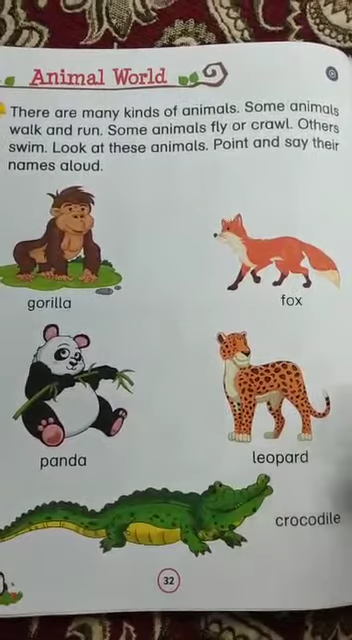 Animal World
There are many kinds of animals. Some animals
walk and run. Some animals fly or crawl. Others
swim. Look at these animals. Point and say their
names aloud.
gorilla
fox
panda
leopard
crocodile
32